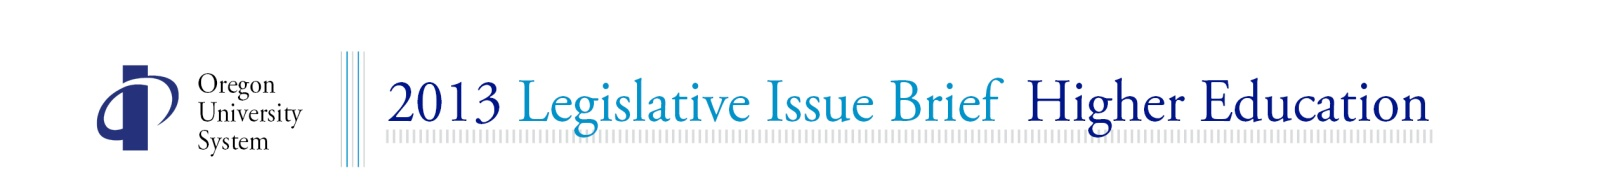 Oregon
University
System
2013 Legislative Issue Brief Higher Education